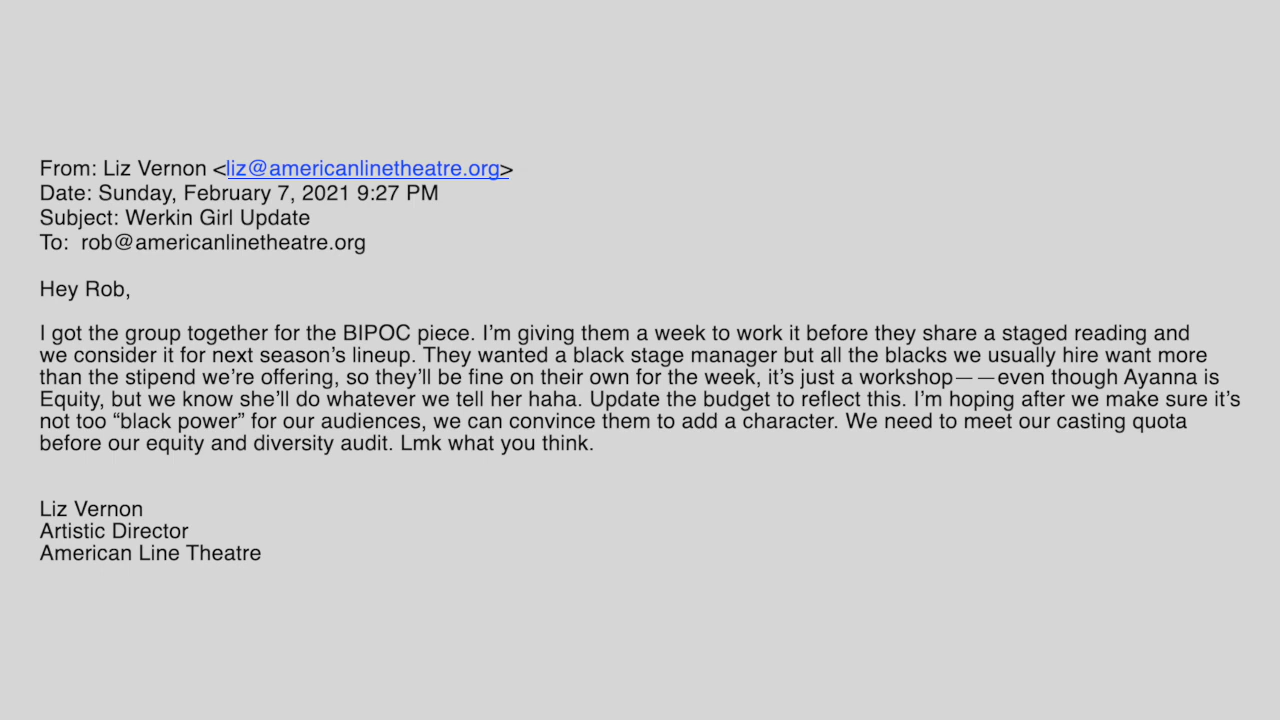 From: Liz Vernon <liz@americanlinetheatre.org>
Date: Sunday, February 7, 2021 9:27 PM
Subject: Werkin Girl Update
To:  rob@americanlinetheatre.org
Hey Rob,
I got the group together for the BIPOC piece. I’m giving them a week to work it before they share a staged reading and
we consider it for next season’s lineup. They wanted a black stage manager but all the blacks we usually hire want more
than the stipend we’re offering, so they’ll be fine on their own for the week, it’s just a workshop— —even though Ayanna is
Equity, but we know she’ll do whatever we tell her haha. Update the budget to reflect this. I’m hoping after we make sure it’s
not too “black power” for our audiences, we can convince them to add a character. We need to meet our casting quota
before our equity and diversity audit. Lmk what you think.
Liz Vernon
Artistic Director
American Line Theatre